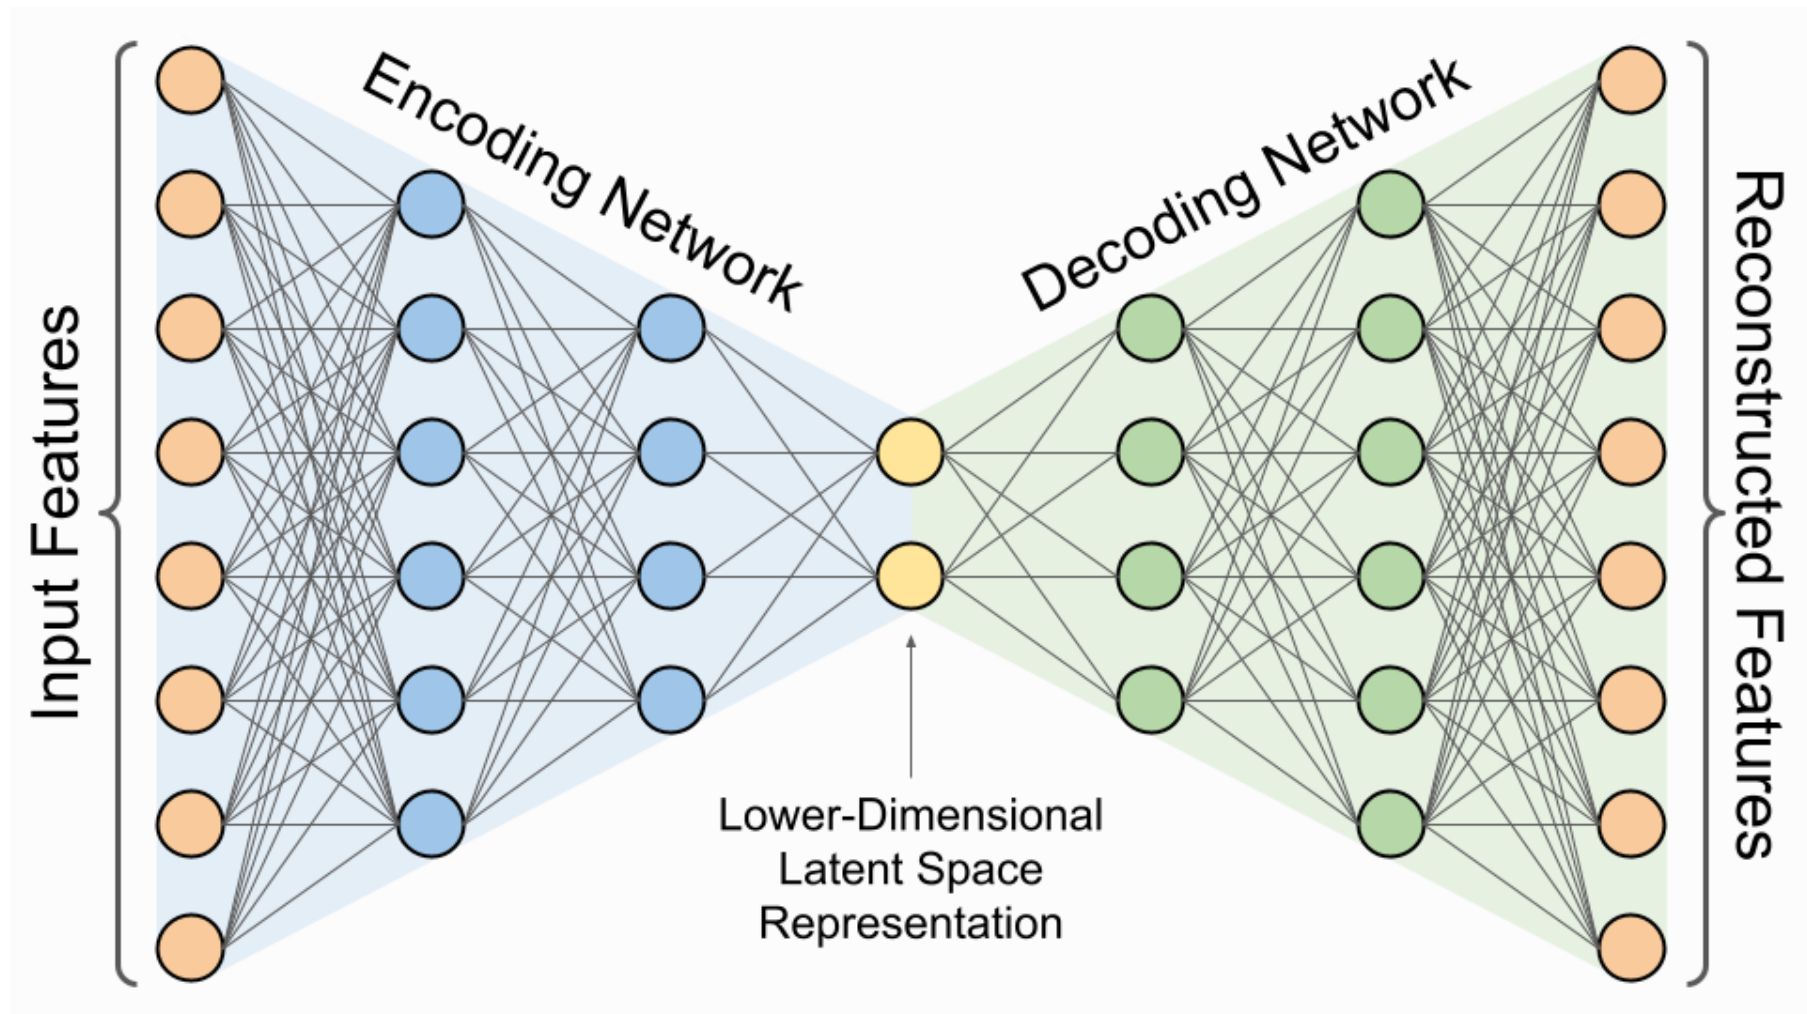 Input Features
Encoding Network
Decoding Network
Reconstructed Features
Lower-Dimensional
Latent Space
Representation